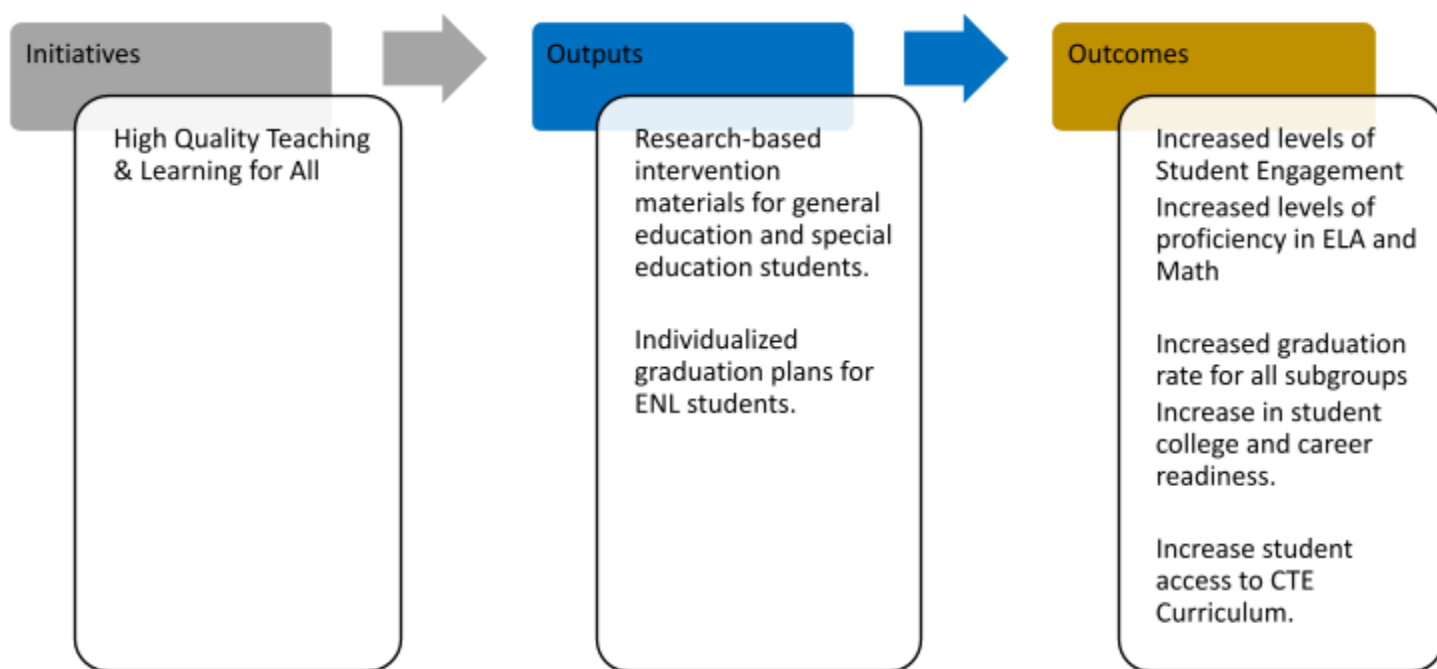 Initiatives
High Quality Teaching
& Learning for All
Outputs
Research-based
intervention
materials for general
education and special
education students.
Individualized
graduation plans for
ENL students.
Outcomes
Increased levels of
Student Engagement
Increased levels of
proficiency in ELA and
Math
Increased graduation
rate for all subgroups
Increase in student
college and career
readiness.
Increase student
access to CTE
Curriculum.